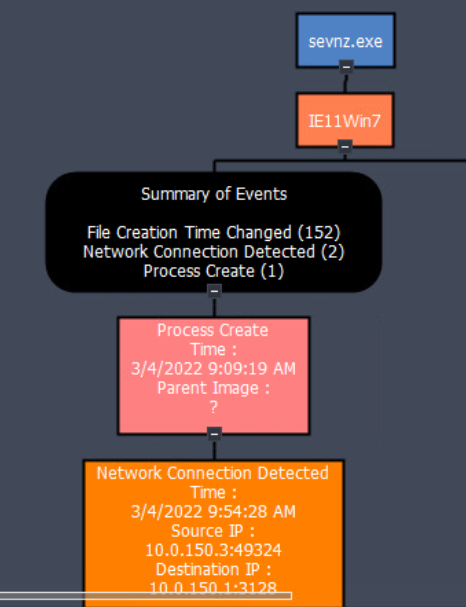 sevnz.exe
IE11Win7
Summary of Events
File Creation Time Changed (152)
Network Connection Detected (2)
Process Create (1)
Process Create
Time :
3/4/2022 9:09:19 AM
Parent Image :
?
Network Connection Detected
Time :
3/4/2022 9:54:28 AM
Source IP :
10.0.150.3:49324
Destination IP :
10.0.150.1:3128